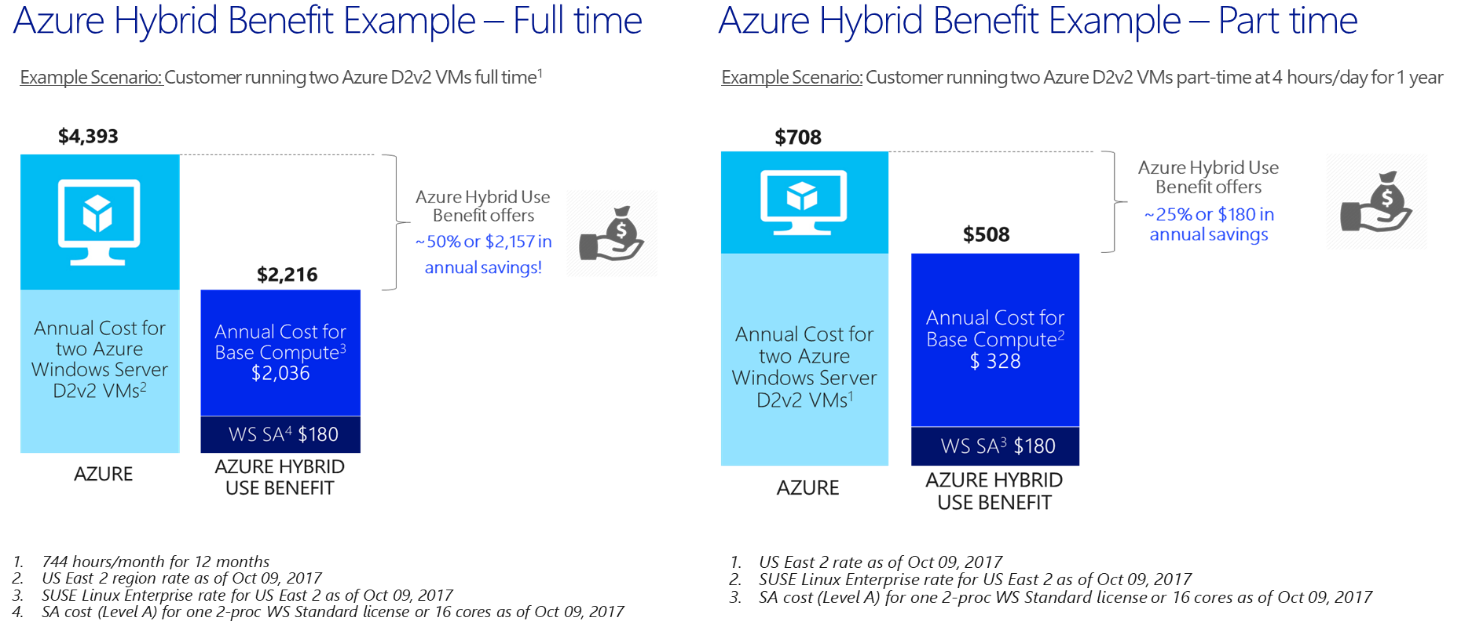 Azure Hybrid Benefit Example – Full time
Example Scenario: Customer running two Azure D2v2 VMs full time1
$4,393
$2,216
Azure Hybrid Use
Benefit offers
~50% or $2,157 in
annual savings!
$
Annual Cost for
two Azure
Windows Server
D2v2 VMs2
Annual Cost for
Base Compute3
$2,036
WS SA4 $180
AZURE
AZURE HYBRID
USE BENEFIT
1. 744 hours/month for 12 months
2. US East 2 region rate as of Oct 09, 2017
3. SUSE Linux Enterprise rate for US East 2 as of Oct 09, 2017
4. SA cost (Level A) for one 2-proc WS Standard license or 16 cores as of Oct 09, 2017
Azure Hybrid Benefit Example – Part time
Example Scenario: Customer running two Azure D2v2 VMs part-time at 4 hours/day for 1 year
$708
$508
Azure Hybrid Use
Benefit offers
~25% or $180 in
annual savings
$
Annual Cost for
two Azure
Windows Server
D2v2 VMs1
Annual Cost for
Base Compute2
$ 328
WS SA3 $180
AZURE
AZURE HYBRID
USE BENEFIT
1. US East 2 rate as of Oct 09, 2017
2. SUSE Linux Enterprise rate for US East 2 as of Oct 09, 2017
3. SA cost (Level A) for one 2-proc WS Standard license or 16 cores as of Oct 09, 2017